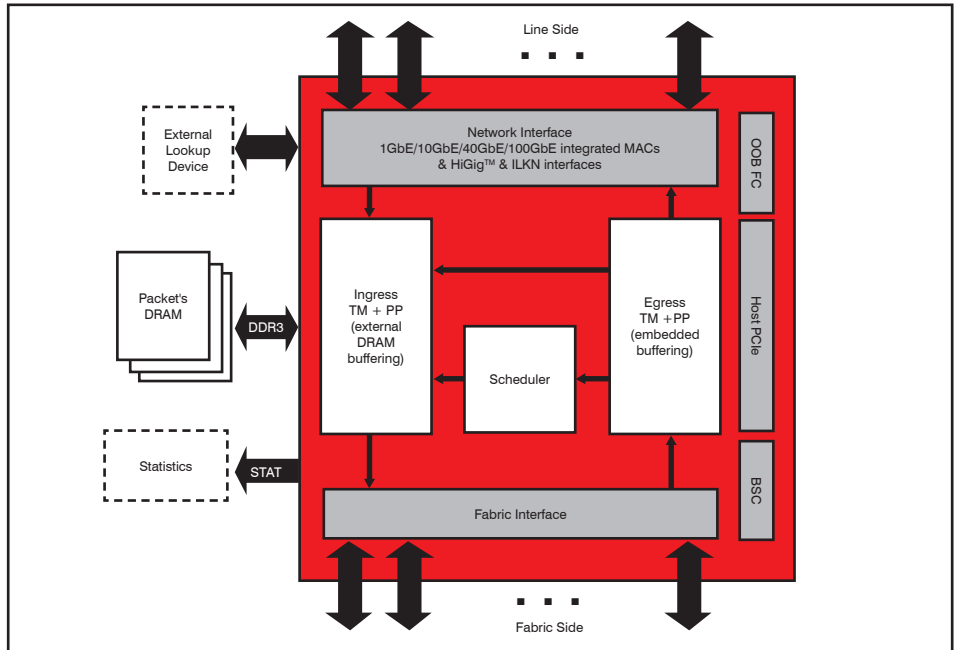 Line Side
External
Lookup
Device
Network Interface
1GbE/10GbE/40GbE/100GbE integrated MACs
& HiGig™ & ILKN interfaces
OOB FC
Packet's
DRAM
DDR3
Ingress
TM + PP
(external
DRAM
buffering)
Scheduler
Egress
TM +PP
(embedded
buffering)
Host PCIe
Statistics
STAT
BSC
Fabric Interface
Fabric Side